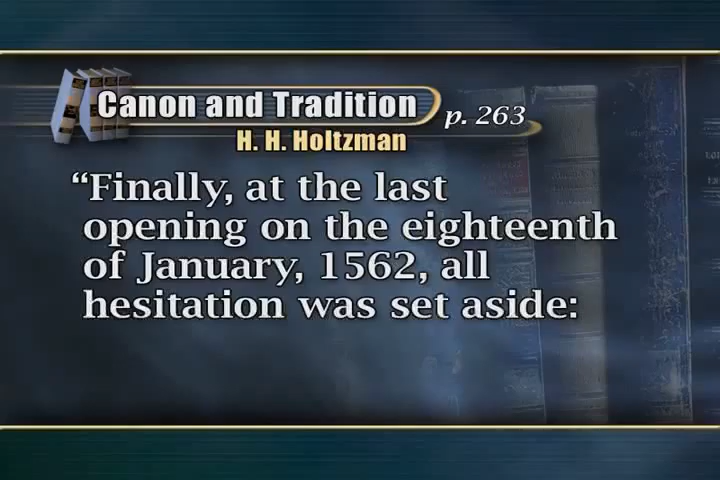 Canon and Tradition p. 263
H. H. Holtzman
“Finally, at the last
opening on the eighteenth
of January, 1562, all
hesitation was set aside: